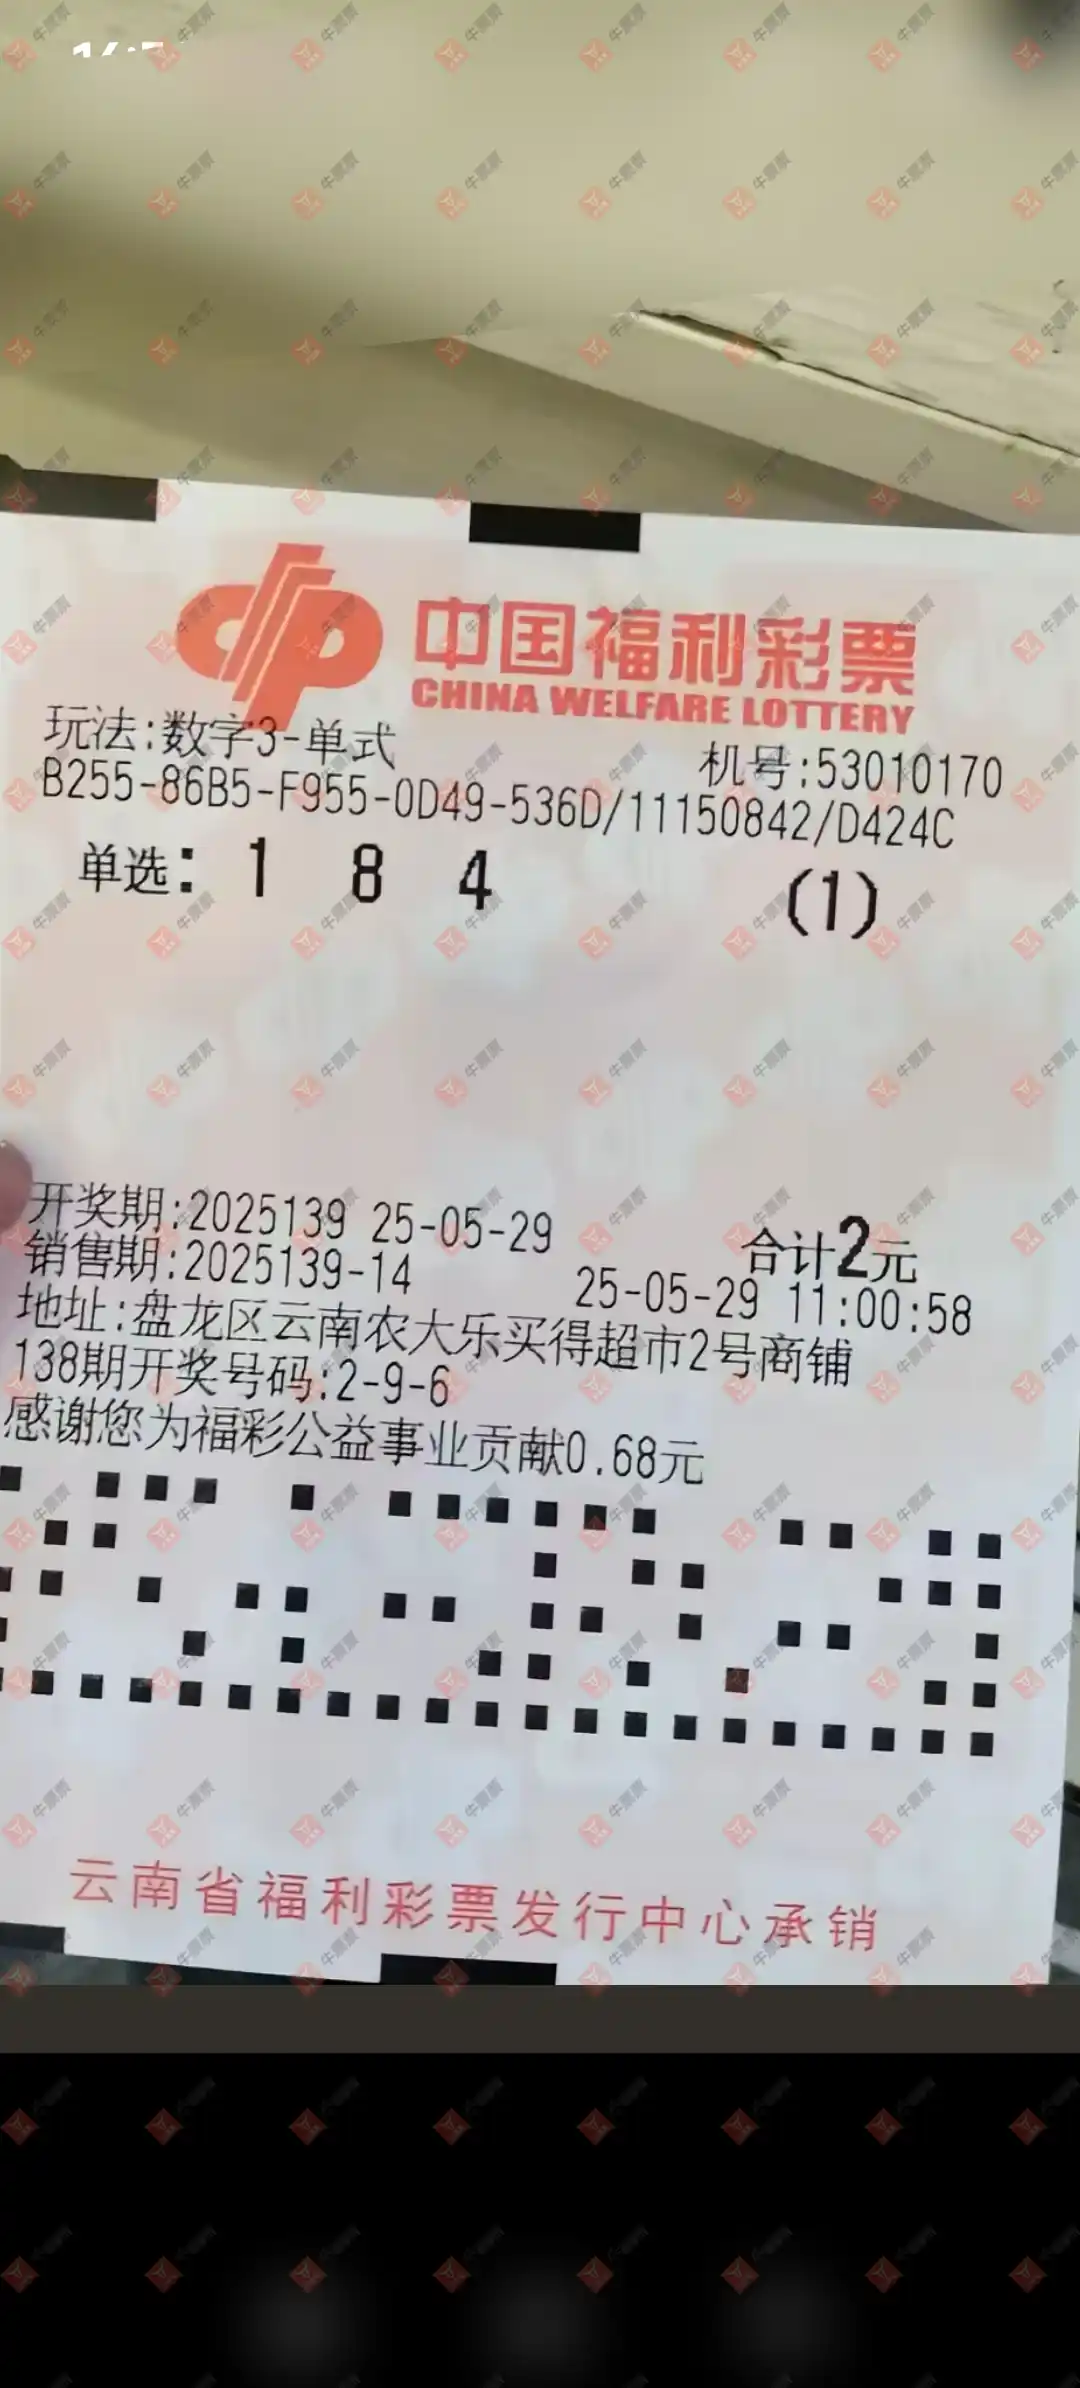 中国福利彩票
CHINA WELFARE LOTTERY
玩法:数字3-单式 机号:53010170
B255-86B5-F955-0D49-536D/11150842/D424C
单选: 1 8 4 (1)
开奖期:2025139 25-05-29 合计2元
销售期:2025139-14 25-05-29 11:00:58
地址:盘龙区云南农大乐买得超市2号商铺
138期开奖号码:2-9-6
感谢您为福彩公益事业贡献0.68元
云南省福利彩票发行中心承销